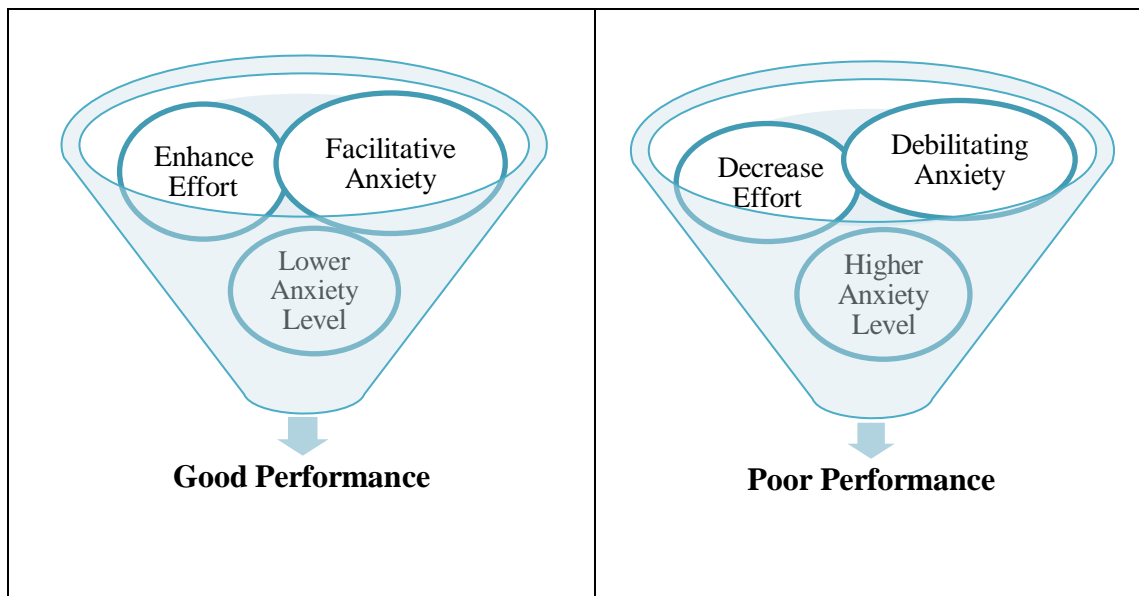 Enhance
Effort
Facilitative
Anxiety
Lower
Anxiety
Level
Good Performance
Decrease
Effort
Debilitating
Anxiety
Higher
Anxiety
Level
Poor Performance